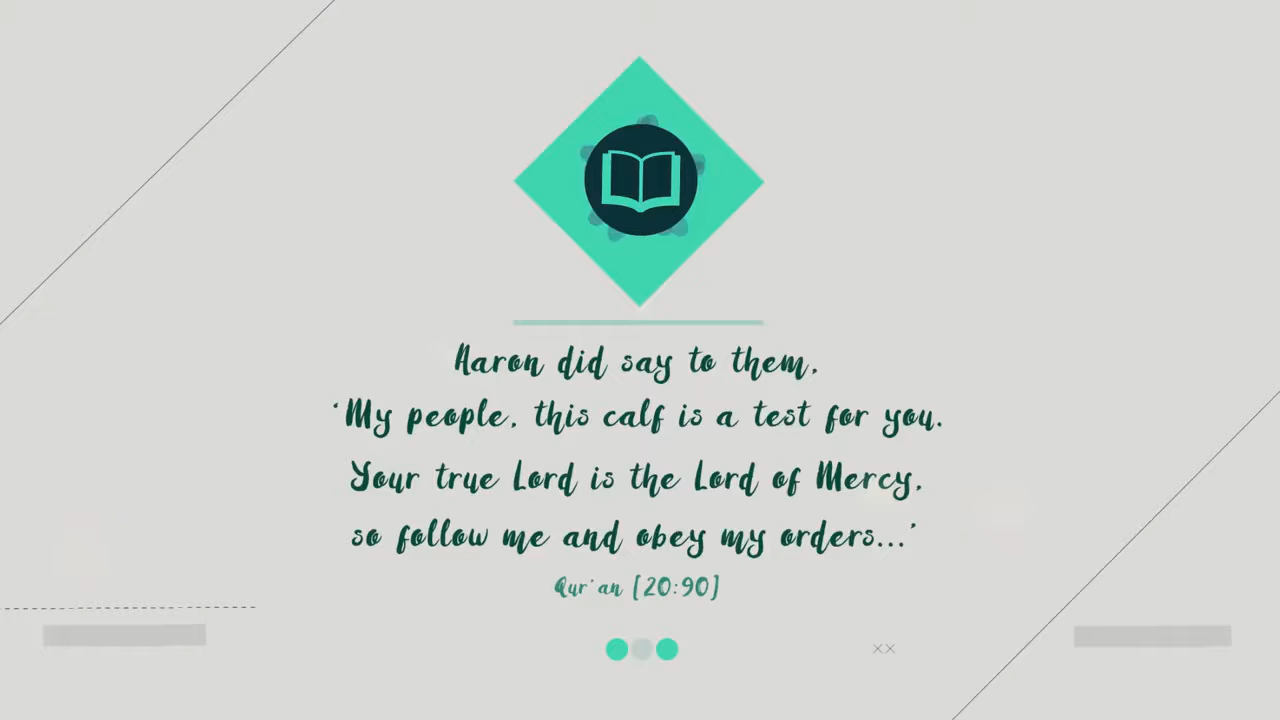 Aaron did say to them,
‘My people, this calf is a test for you.
Your true Lord is the Lord of Mercy,
so follow me and obey my orders...’
Qur’an [20:90]